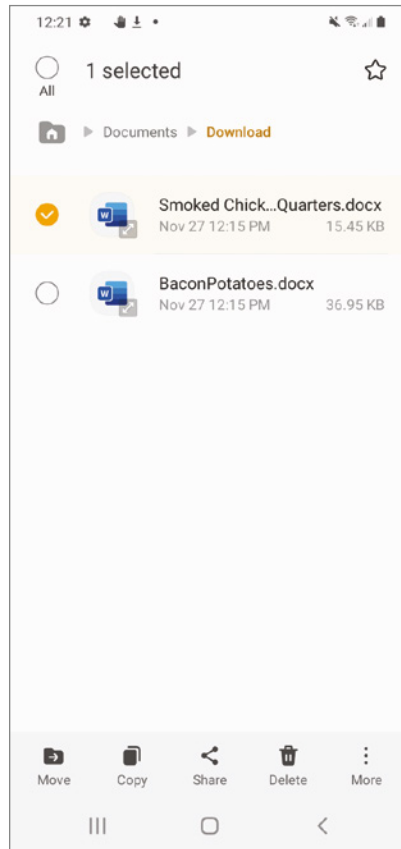 12:21
1 selected
All
Documents Download
Smoked Chick...Quarters.docx
Nov 27 12:15 PM 15.45 KB
BaconPotatoes.docx
Nov 27 12:15 PM 36.95 KB
Move Copy Share Delete More